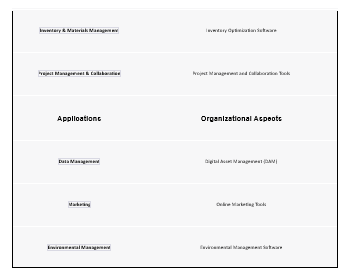 Inventory & Materials Management Inventory Optimization Software
Project Management & Collaboration Project Management and Collaboration Tools
Applications Organizational Aspects
Data Management Digital Asset Management (DAM)
Marketing Online Marketing Tools
Environmental Management Environmental Management Software